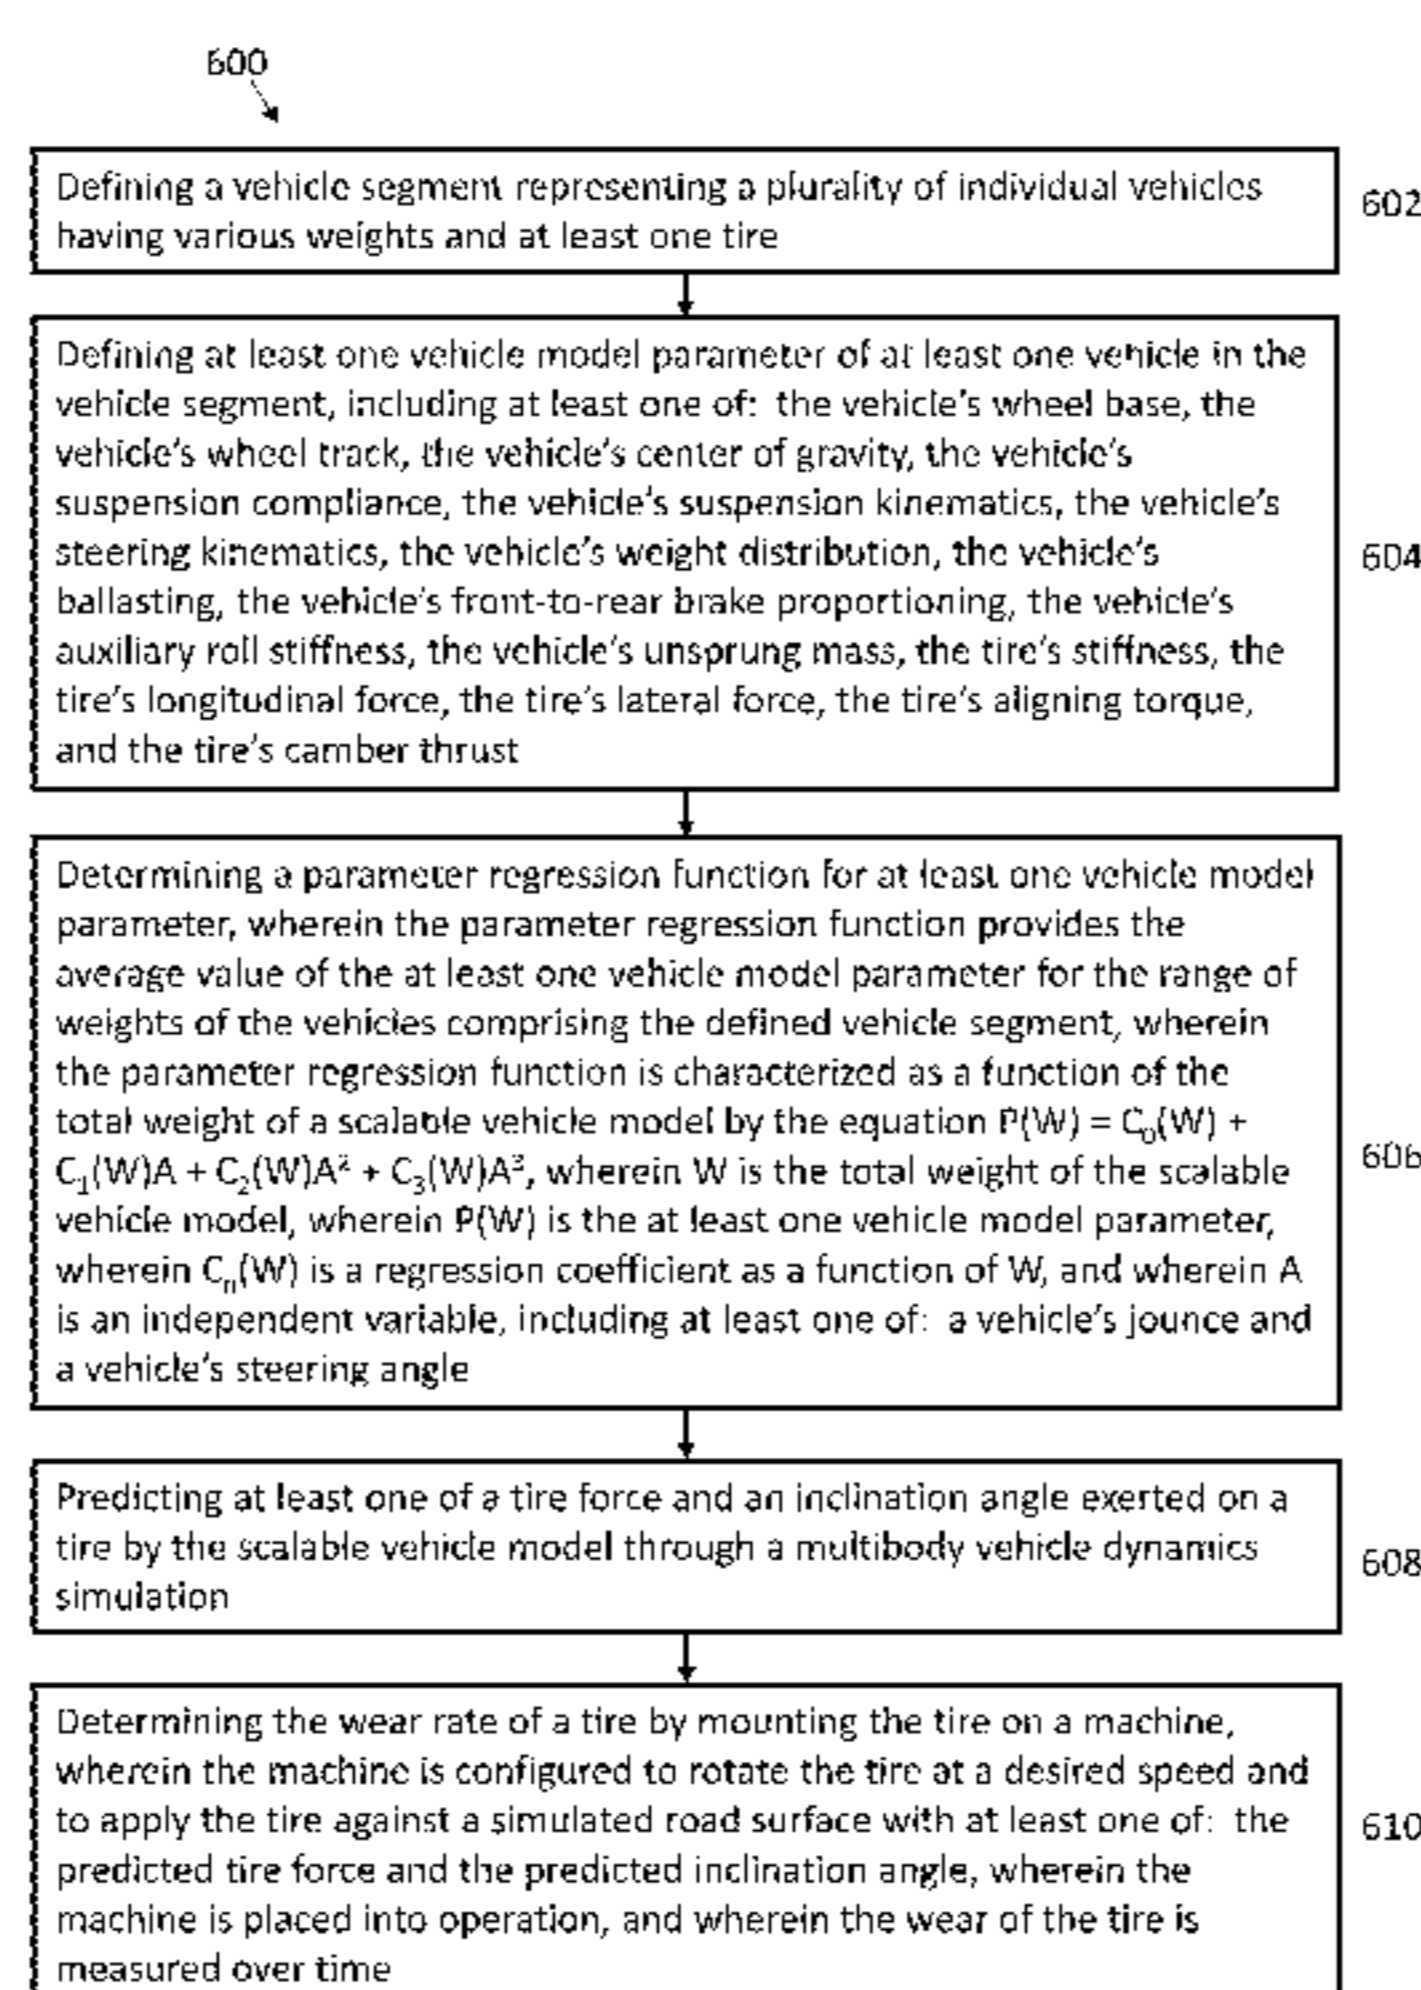 600
Defining a vehicle segment representing a plurality of individual vehicles
having various weights and at least one tire
602
Defining at least one vehicle model parameter of at least one vehicle in the
vehicle segment, including at least one of: the vehicle's wheel base, the
vehicle's wheel track, the vehicle's center of gravity, the vehicle's
suspension compliance, the vehicle's suspension kinematics, the vehicle's
steering kinematics, the vehicle's weight distribution, the vehicle's
ballasting, the vehicle's front-to-rear brake proportioning, the vehicle's
auxiliary roll stiffness, the vehicle's unsprung mass, the tire's stiffness, the
tire's longitudinal force, the tire's lateral force, the tire's aligning torque,
and the tire's camber thrust
604
Determining a parameter regression function for at least one vehicle model
parameter, wherein the parameter regression function provides the
average value of the at least one vehicle model parameter for the range of
weights of the vehicles comprising the defined vehicle segment, wherein
the parameter regression function is characterized as a function of the
total weight of a scalable vehicle model by the equation P(W) = C₀(W) +
C₁(W)A + C₂(W)A² + C₃(W)A³, wherein W is the total weight of the scalable
vehicle model, wherein P(W) is the at least one vehicle model parameter,
wherein Cₙ(W) is a regression coefficient as a function of W, and wherein A
is an independent variable, including at least one of: a vehicle's jounce and
a vehicle's steering angle
606
Predicting at least one of a tire force and an inclination angle exerted on a
tire by the scalable vehicle model through a multibody vehicle dynamics
simulation
608
Determining the wear rate of a tire by mounting the tire on a machine,
wherein the machine is configured to rotate the tire at a desired speed and
to apply the tire against a simulated road surface with at least one of: the
predicted tire force and the predicted inclination angle, wherein the
machine is placed into operation, and wherein the wear of the tire is
measured over time
610